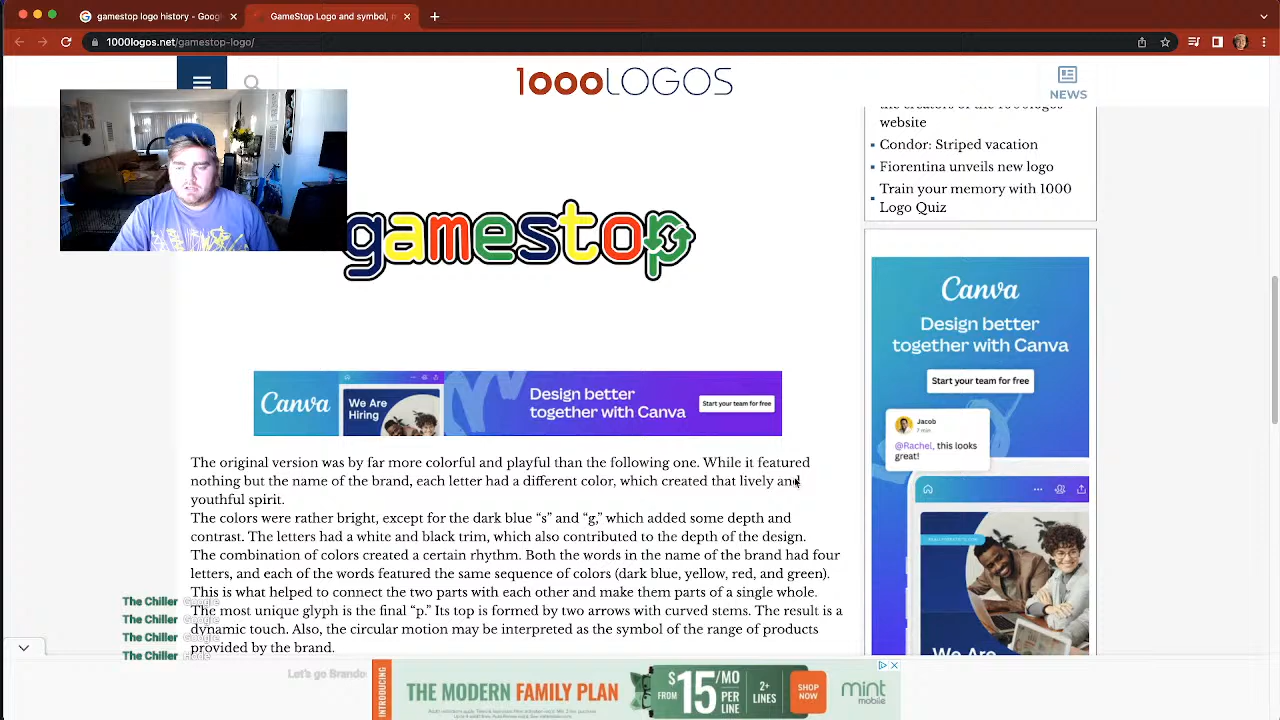 gamestop logo history - Goog
GameStop Logo and symbol, m
1000logos.net/gamestop-logo/
1000LOGOS
NEWS
the creators of the 1000logos
website
Condor: Striped vacation
Fiorentina unveils new logo
Train your memory with 1000
Logo Quiz
gamestop
Canva
Design better
together with Canva
Start your team for free
Jacob
7 min
@Rachel, this looks
great!
We Are
Canva
We Are
Hiring
Design better
together with Canva
Start your team for free
The original version was by far more colorful and playful than the following one. While it featured
nothing but the name of the brand, each letter had a different color, which created that lively and
youthful spirit.
The colors were rather bright, except for the dark blue “s” and “g,” which added some depth and
contrast. The letters had a white and black trim, which also contributed to the depth of the design.
The combination of colors created a certain rhythm. Both the words in the name of the brand had four
letters, and each of the words featured the same sequence of colors (dark blue, yellow, red, and green).
This is what helped to connect the two parts with each other and make them parts of a single whole.
The most unique glyph is the final “p.” Its top is formed by two arrows with curved stems. The result is a
dynamic touch. Also, the circular motion may be interpreted as the symbol of the range of products
provided by the brand.
The Chiller Google
The Chiller Google
The Chiller Google
The Chiller
Let's go Brando
INTRODUCING
THE MODERN FAMILY PLAN
FROM $15/MO
PER
LINE
2+
LINES
SHOP
NOW
mint
mobile